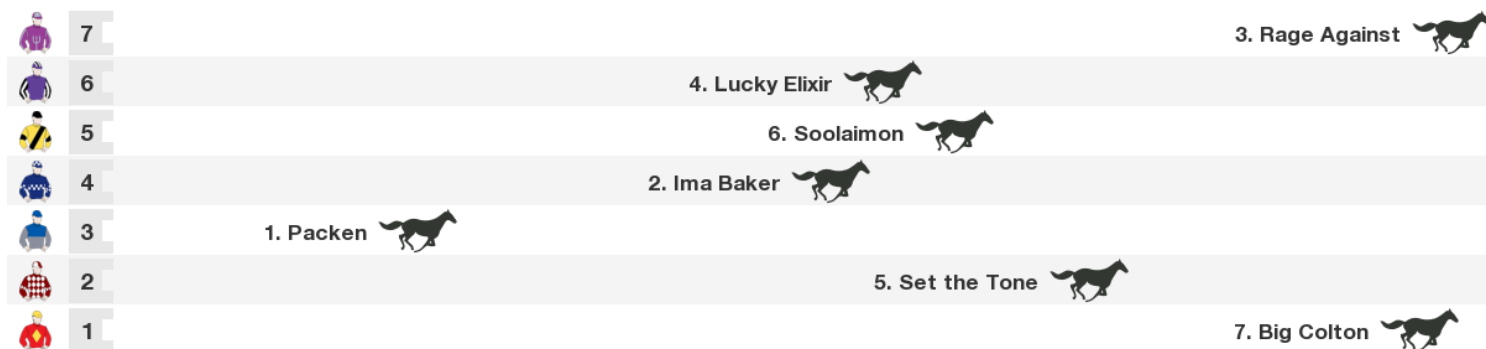 7 3. Rage Against
6 4. Lucky Elixir
5 6. Soolaimon
4 2. Ima Baker
3 1. Packen
2 5. Set the Tone
1 7. Big Colton